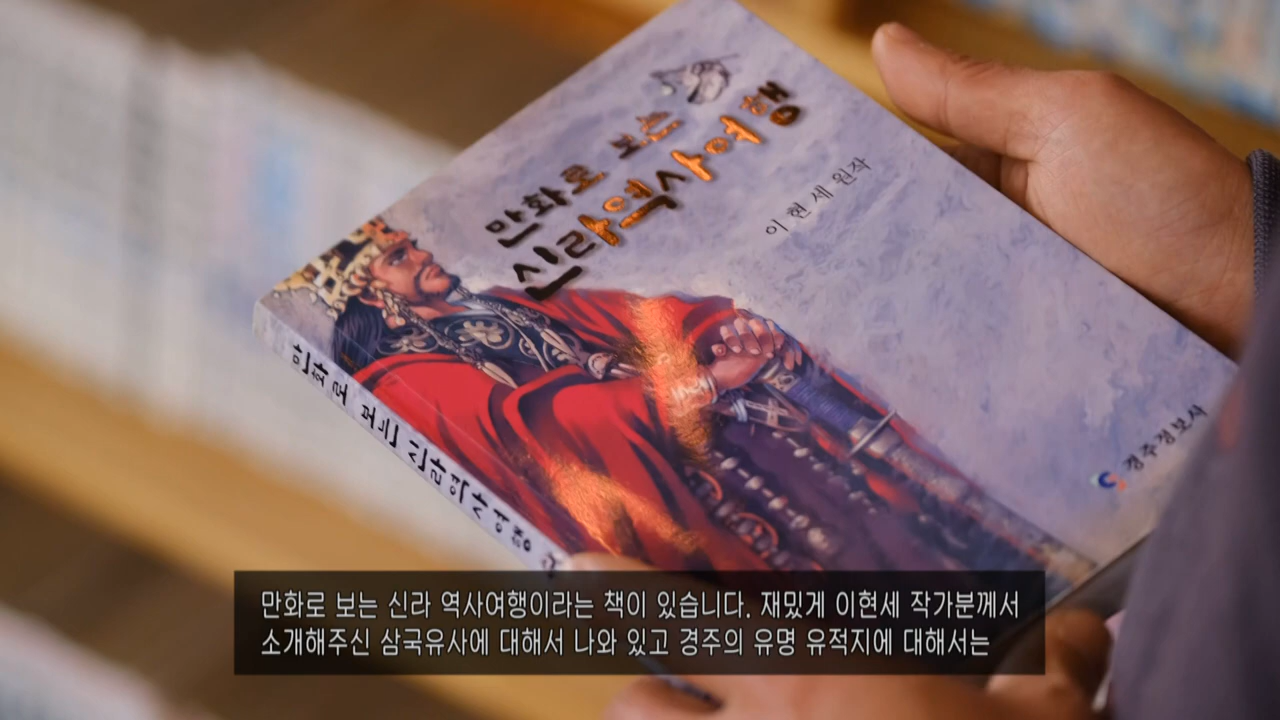 만화로 보는
신라역사여행
이현세 원작
경주정보사
만화로 보는 신라역사여행
만화로 보는 신라 역사여행이라는 책이 있습니다. 재밌게 이현세 작가분께서
소개해주신 삼국유사에 대해서 나와 있고 경주의 유명 유적지에 대해서는